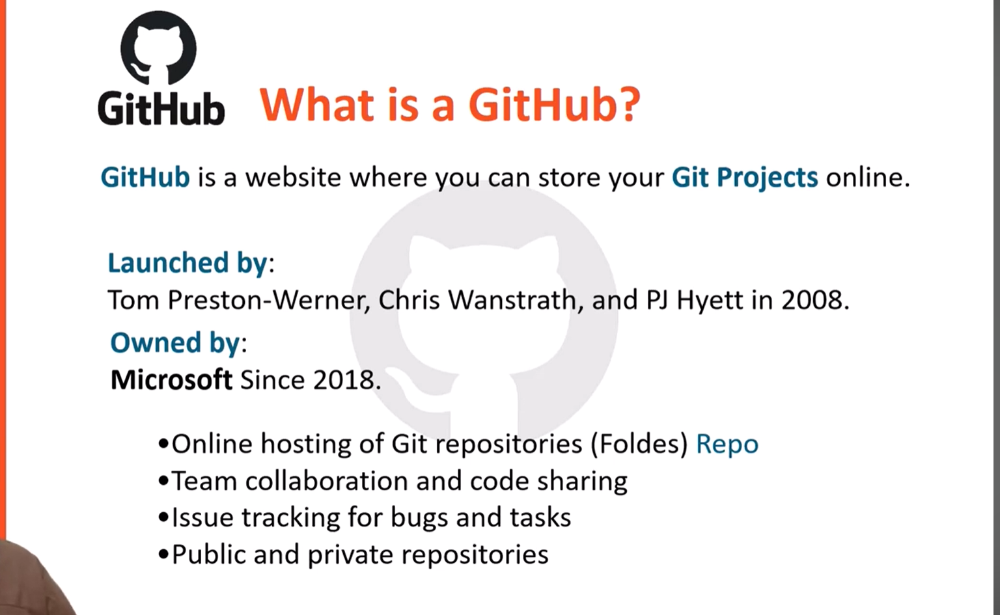 GitHub
What is a GitHub?
GitHub is a website where you can store your Git Projects online.
Launched by:
Tom Preston-Werner, Chris Wanstrath, and PJ Hyett in 2008.
Owned by:
Microsoft Since 2018.
•Online hosting of Git repositories (Foldes) Repo
•Team collaboration and code sharing
•Issue tracking for bugs and tasks
•Public and private repositories